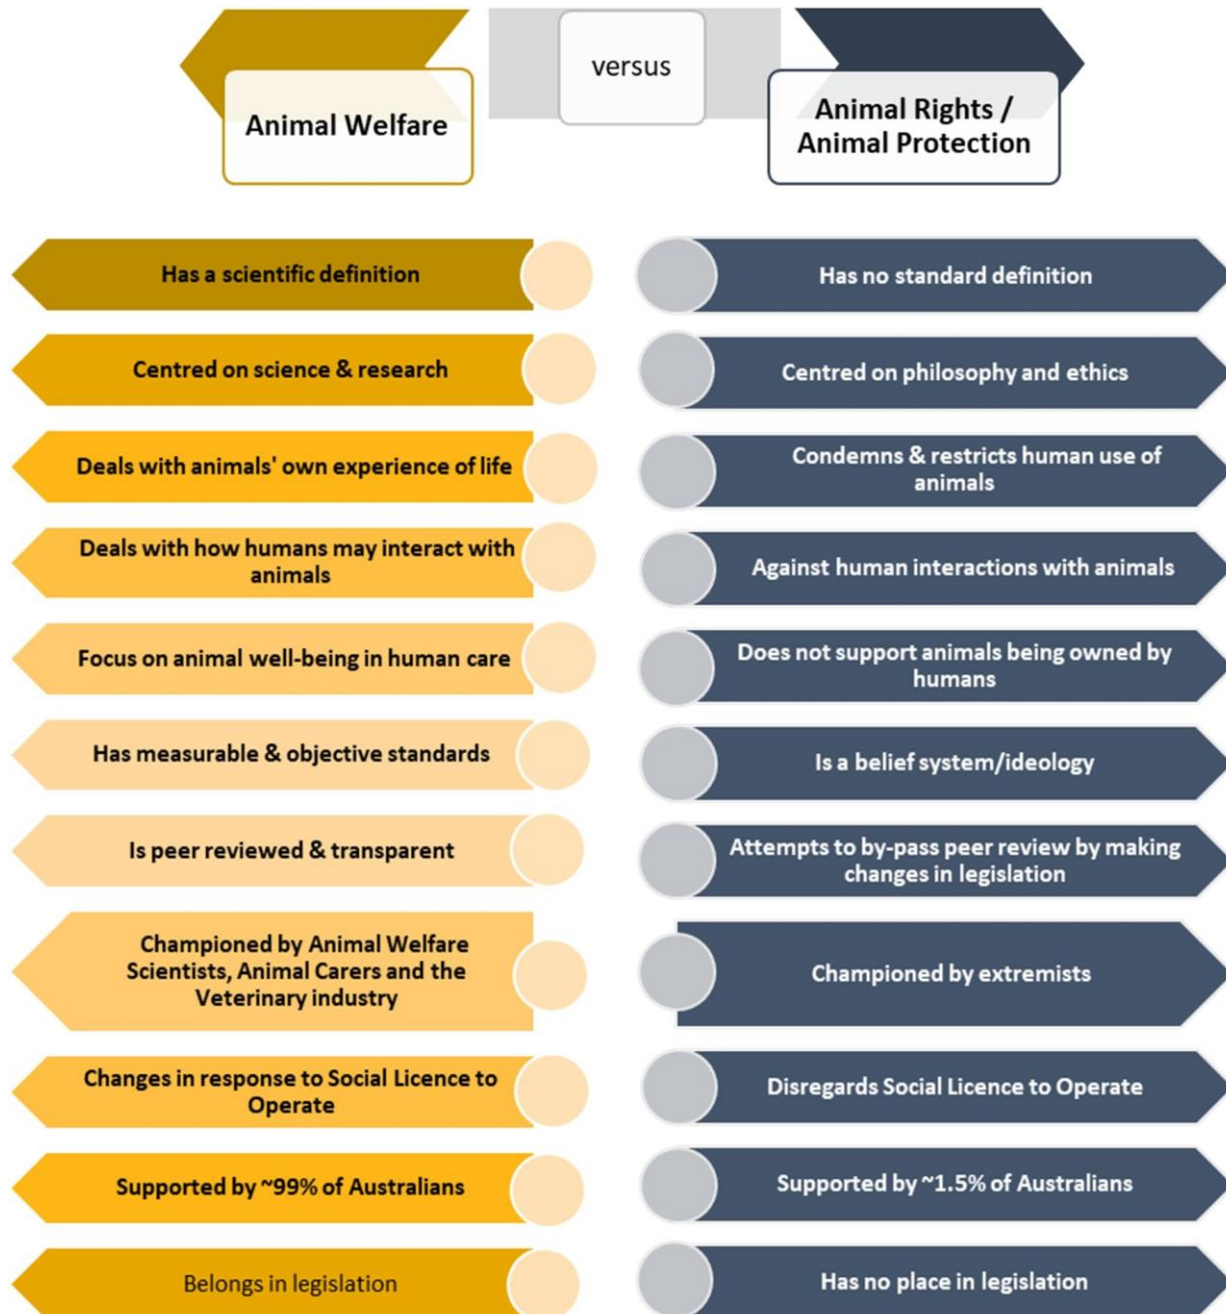 Animal Welfare
versus
Animal Rights /
Animal Protection
Has a scientific definition
Has no standard definition
Centred on science & research
Centred on philosophy and ethics
Deals with animals' own experience of life
Condemns & restricts human use of
animals
Deals with how humans may interact with
animals
Against human interactions with animals
Focus on animal well-being in human care
Does not support animals being owned by
humans
Has measurable & objective standards
Is a belief system/ideology
Is peer reviewed & transparent
Attempts to by-pass peer review by making
changes in legislation
Championed by Animal Welfare
Scientists, Animal Carers and the
Veterinary industry
Championed by extremists
Changes in response to Social Licence to
Operate
Disregards Social Licence to Operate
Supported by ~99% of Australians
Supported by ~1.5% of Australians
Belongs in legislation
Has no place in legislation